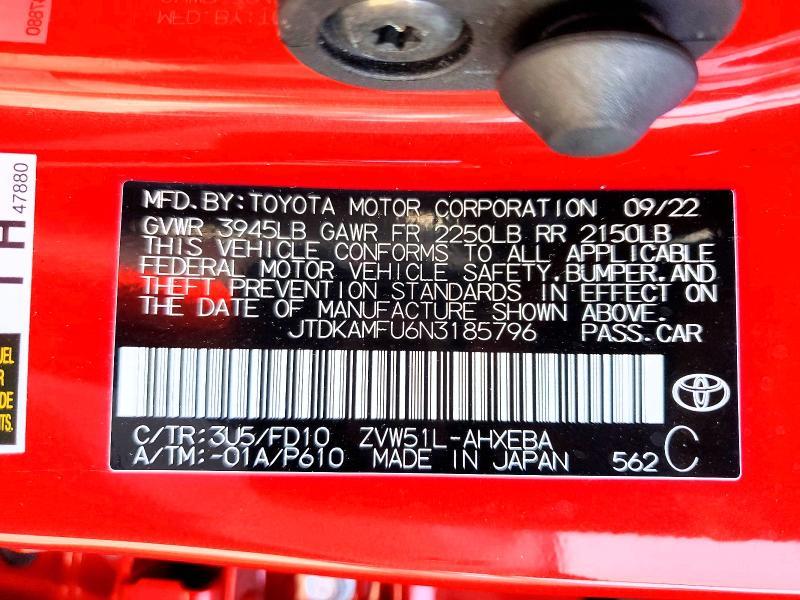 MFD.BY:TOYOTA MOTOR CORPORATION 09/22
GVWR 3945LB GAWR FR 2250LB RR 2150LB
THIS VEHICLE CONFORMS TO ALL APPLICABLE
FEDERAL MOTOR VEHICLE SAFETY,BUMPER,AND
THEFT PREVENTION STANDARDS IN EFFECT ON
THE DATE OF MANUFACTURE SHOWN ABOVE.
JTDKAMFU6N3185796 PASS.CAR
C/TR:3U5/FD10 ZVW51L-AHXEBA
A/TM:-01A/P610 MADE IN JAPAN 562 C
47880